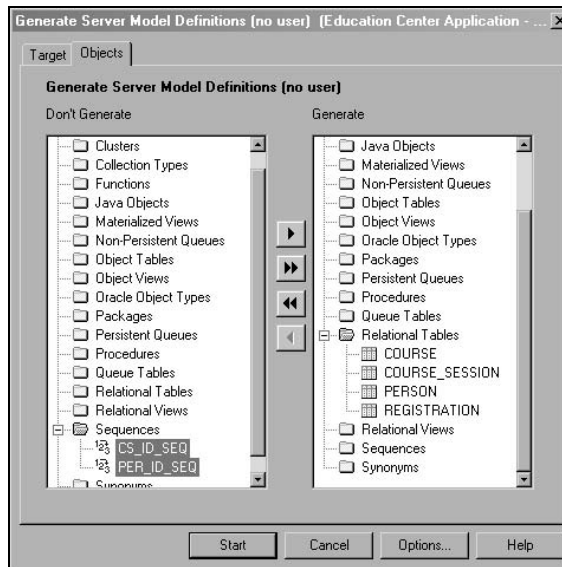 Generate Server Model Definitions (no user) (Education Center Application - ...
Target
Objects
Generate Server Model Definitions (no user)
Don't Generate
Generate
Clusters
Collection Types
Functions
Java Objects
Materialized Views
Non-Persistent Queues
Object Tables
Object Views
Oracle Object Types
Packages
Persistent Queues
Procedures
Queue Tables
Relational Tables
Relational Views
Sequences
CS_ID_SEQ
PER_ID_SEQ
Synonyms
Java Objects
Materialized Views
Non-Persistent Queues
Object Tables
Object Views
Oracle Object Types
Packages
Persistent Queues
Procedures
Queue Tables
Relational Tables
COURSE
COURSE_SESSION
PERSON
REGISTRATION
Relational Views
Sequences
Synonyms
Start
Cancel
Options...
Help